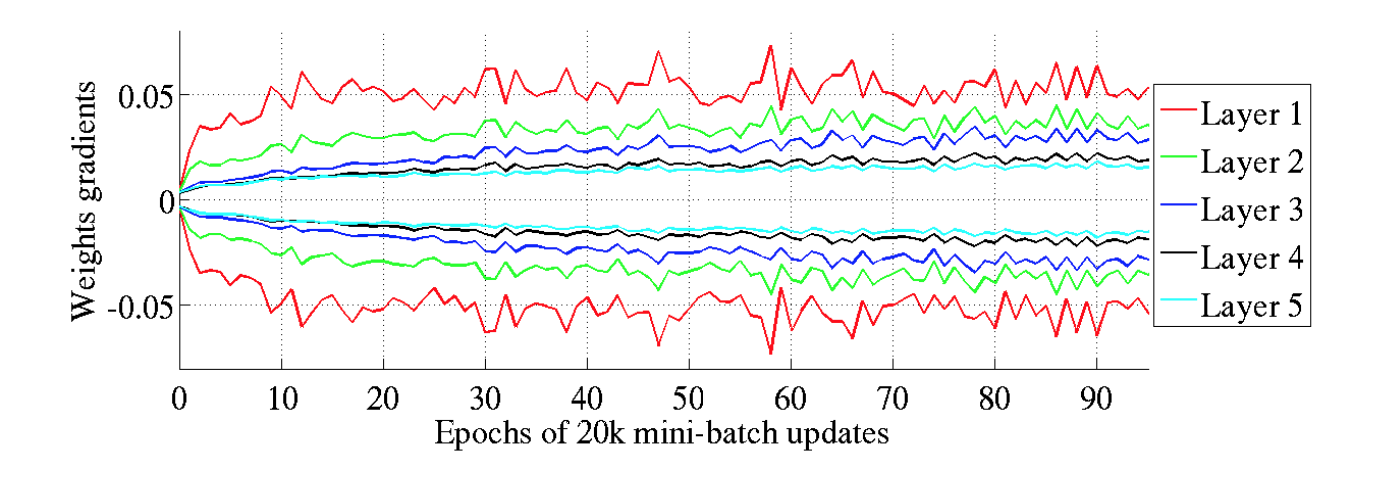 Weights gradients
0.05
0
-0.05
0 10 20 30 40 50 60 70 80 90
Epochs of 20k mini-batch updates
Layer 1
Layer 2
Layer 3
Layer 4
Layer 5